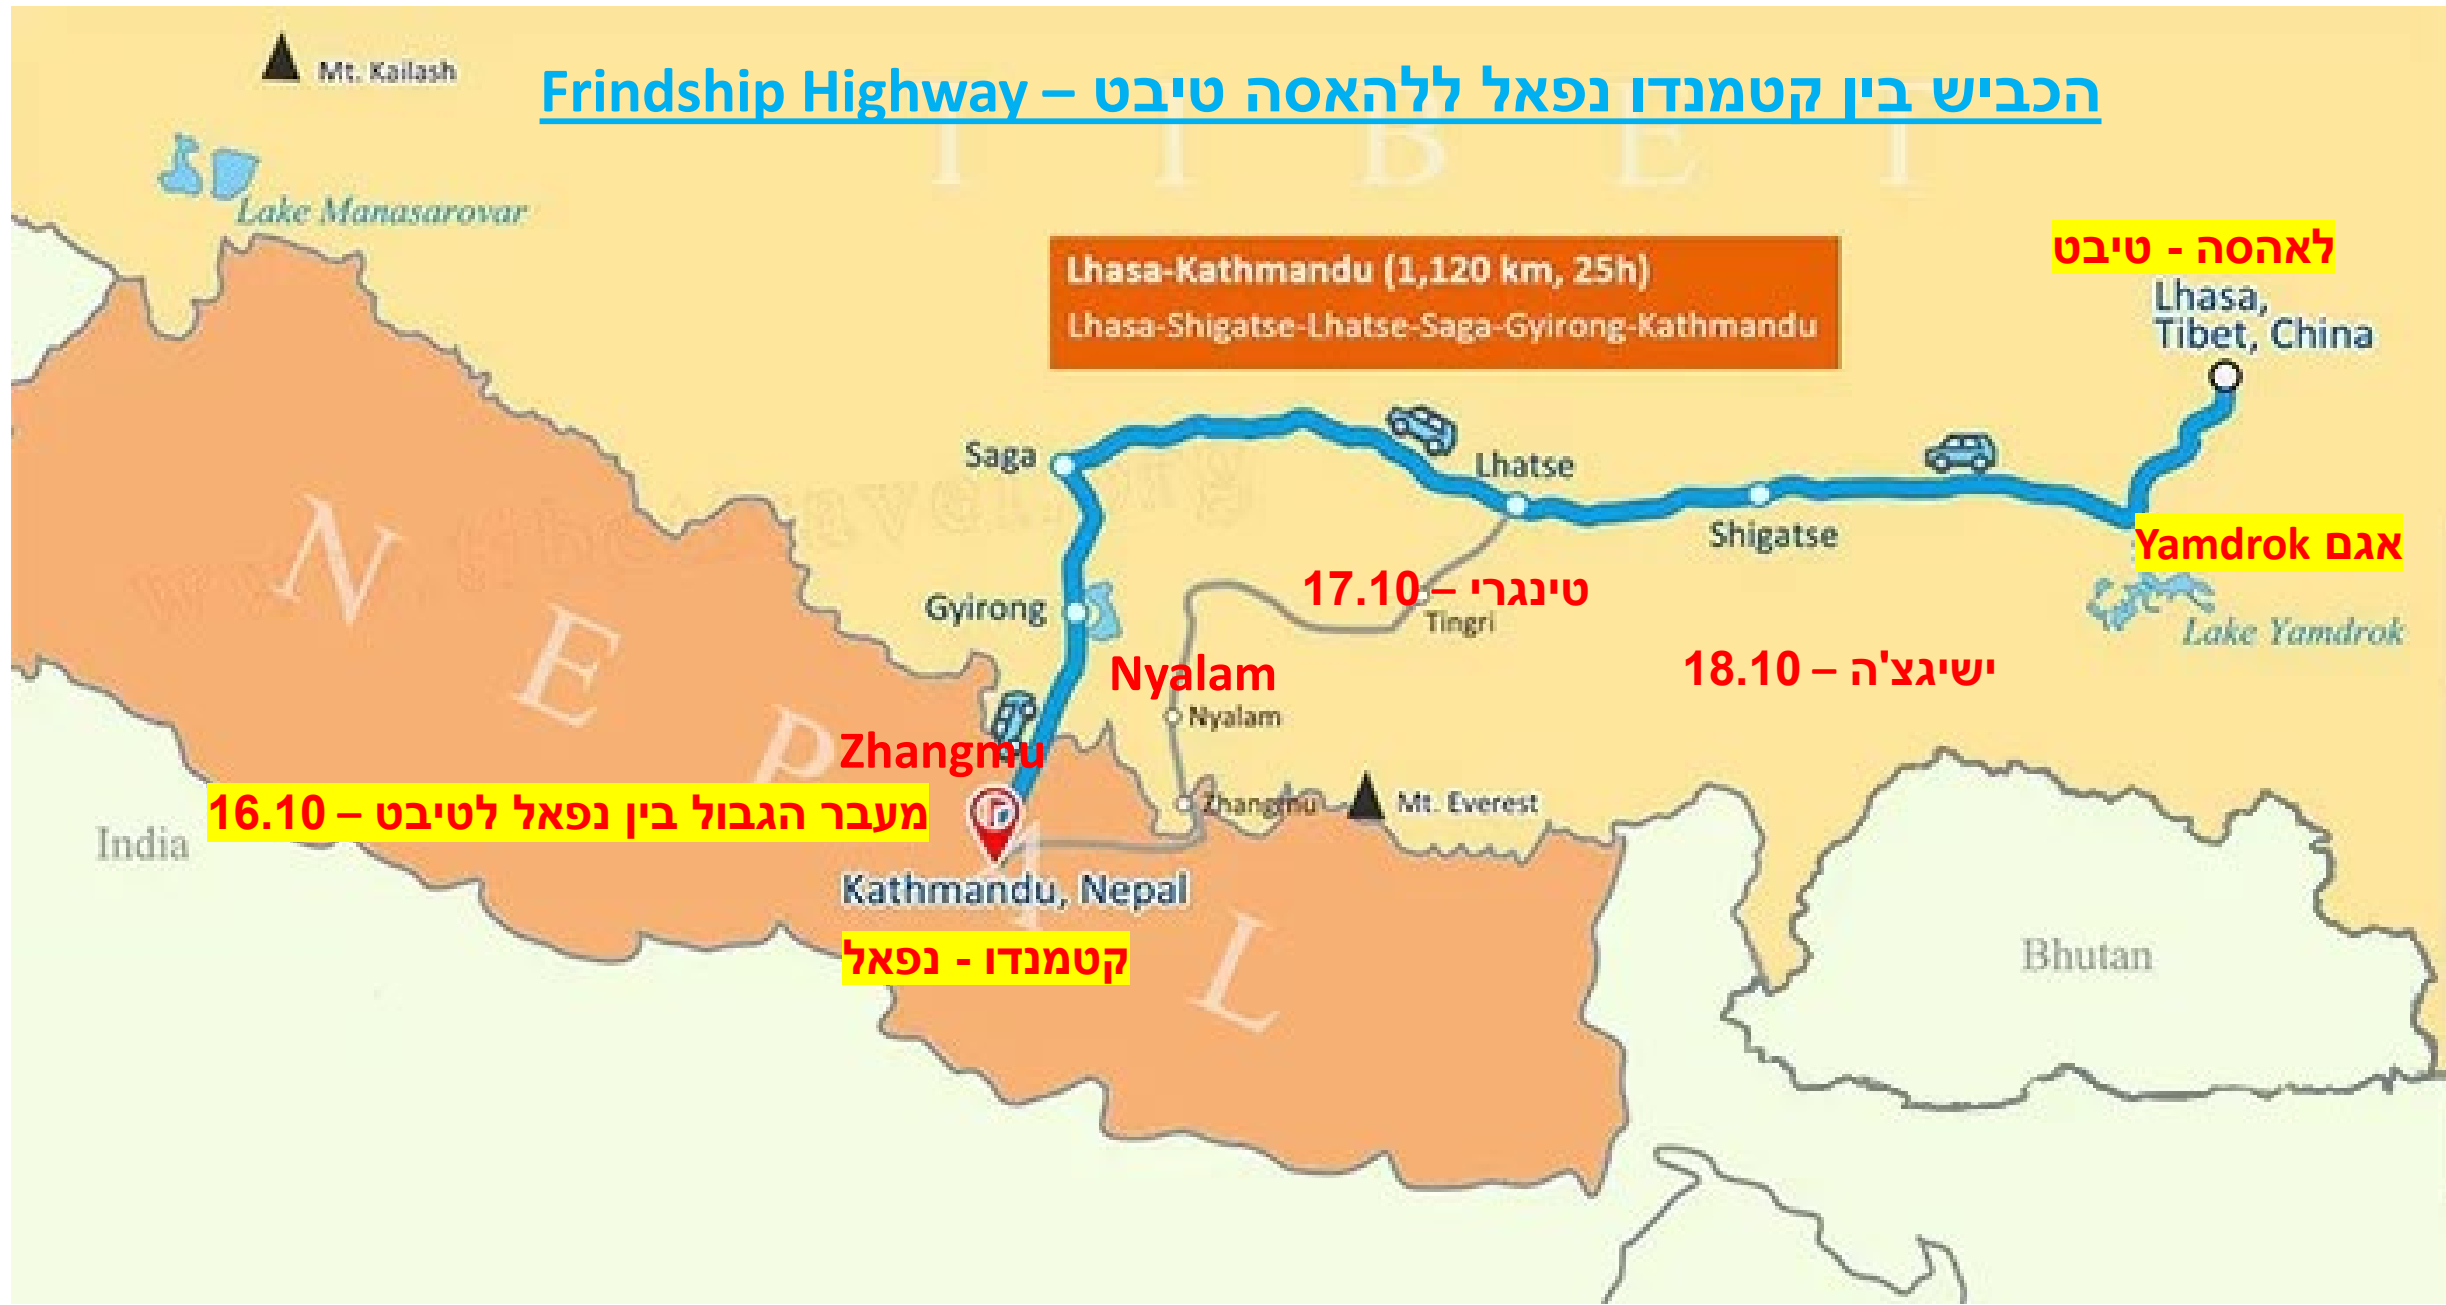 Mt. Kailash
הכביש בין קטמנדו נפאל ללהאסה טיבט – Frindship Highway
T I B E T
Lake Manasarovar
לאהסה - טיבט
Lhasa-Kathmandu (1,120 km, 25h)
Lhasa-Shigatse-Lhatse-Saga-Gyirong-Kathmandu
Lhasa,
Tibet, China
Saga
Lhatse
Shigatse
אגם Yamdrok
טינגרי – 17.10
Gyirong
Tingri
Lake Yamdrok
Nyalam
ישיגצ'ה – 18.10
Nyalam
N E P A L
Zhangmu
מעבר הגבול בין נפאל לטיבט – 16.10
Zhangmu
Mt. Everest
India
Kathmandu, Nepal
קטמנדו - נפאל
Bhutan